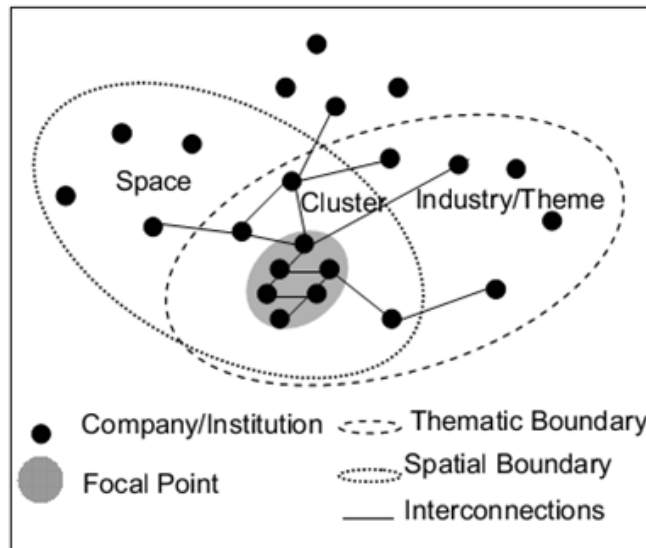 Space
Cluster
Industry/Theme
Company/Institution
Thematic Boundary
Focal Point
Spatial Boundary
Interconnections